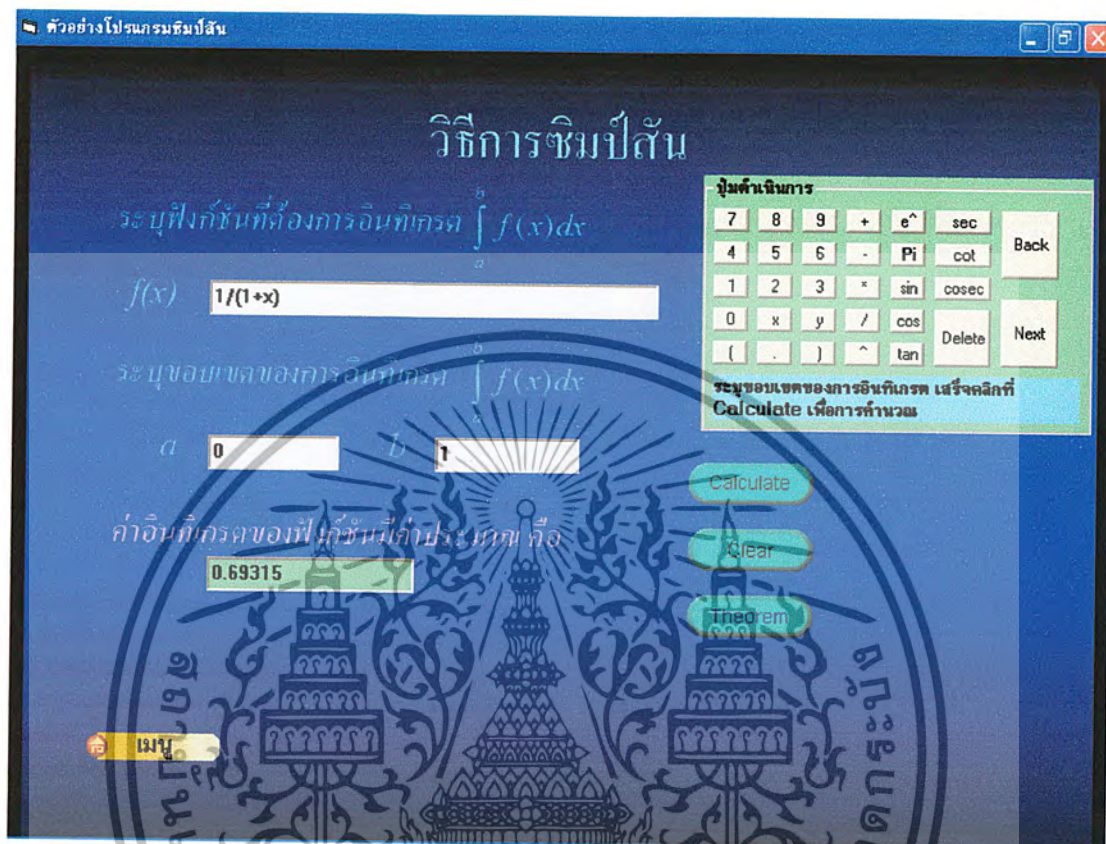 ตัวอย่างโปรแกรมซิมป์สัน
วิธีการซิมป์สัน
ระบุฟังก์ชันที่ต้องการอินทิเกรต ∫ f(x)dx
b
a
f(x) 1/(1+x)
ระบุขอบเขตของการอินทิเกรต ∫ f(x)dx
b
a
a 0 b 1
ค่าอินทิเกรตของฟังก์ชันมีค่าประมาณ คือ
0.69315
เมนู
ปุ่มดำเนินการ
7 8 9 + e^ sec
4 5 6 - Pi cot
1 2 3 * sin cosec
0 x y / cos
( . ) ^ tan
Delete
Back
Next
ระบุขอบเขตของการอินทิเกรต เสร็จคลิกที่
Calculate เพื่อการคำนวณ
Calculate
Clear
Theorem